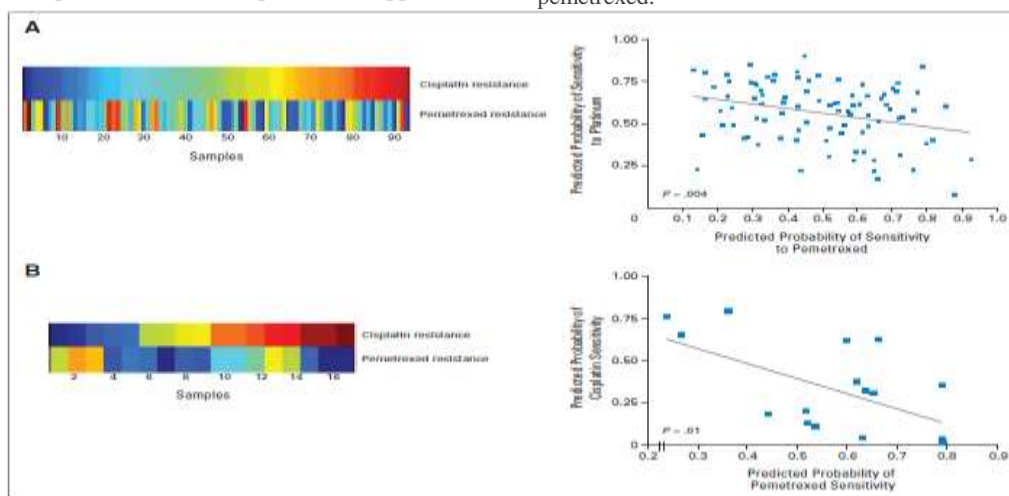 pemetrexed.
A
Cisplatin resistance
Pemetrexed resistance
10 20 30 40 50 60 70 80 90
Samples
Predicted Probability of Sensitivity
to Platinum
1.00
0.75
0.50
0.25
0
P = .004
0.1 0.2 0.3 0.4 0.5 0.6 0.7 0.8 0.9 1.0
Predicted Probability of Sensitivity
to Pemetrexed
B
Cisplatin resistance
Pemetrexed resistance
2 4 6 8 10 12 14 16
Samples
Predicted Probability of
Cisplatin Sensitivity
1.00
0.75
0.50
0.25
0
P = .01
0.2 0.3 0.4 0.5 0.6 0.7 0.8 0.9
Predicted Probability of
Pemetrexed Sensitivity